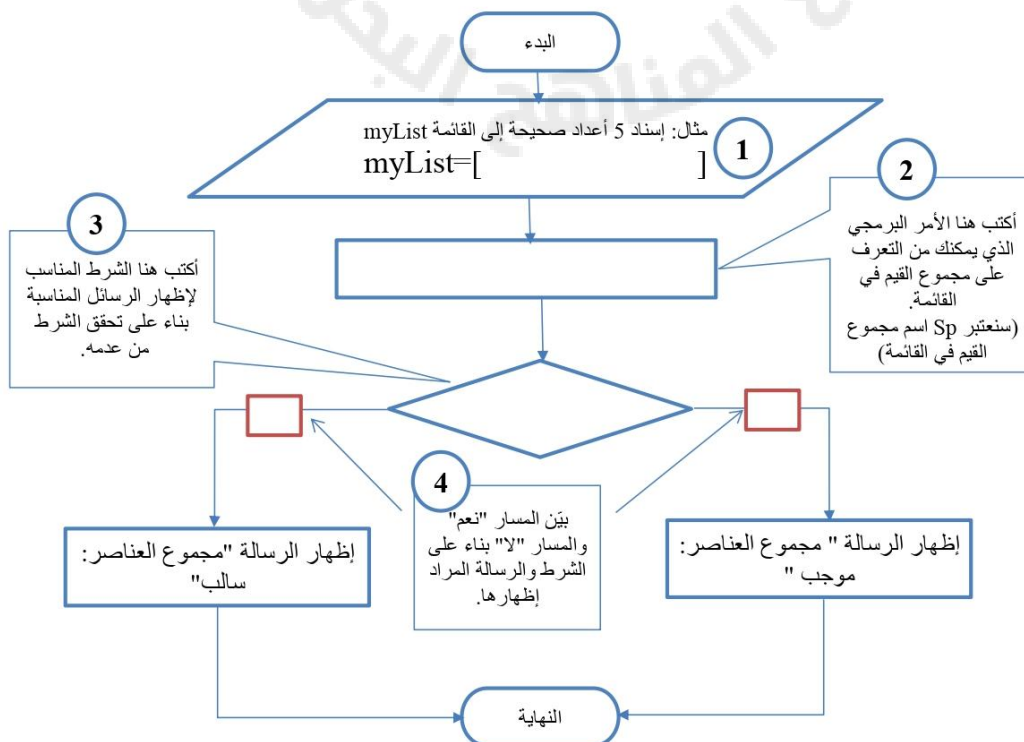 البدء
مثال: إسناد 5 أعداد صحيحة إلى القائمة myList
myList=[ ]
1
2
أكتب هنا الأمر البرمجي
الذي يمكنك من التعرف
على مجموع القيم في
القائمة.
(سنعتبر Sp اسم مجموع
القيم في القائمة)
3
أكتب هنا الشرط المناسب
لإظهار الرسائل المناسبة
بناء على تحقق الشرط
من عدمه.
4
بيّن المسار "نعم"
والمسار "لا" بناء على
الشرط والرسالة المراد
إظهارها.
إظهار الرسالة " مجموع العناصر:
موجب "
إظهار الرسالة "مجموع العناصر:
سالب"
النهاية